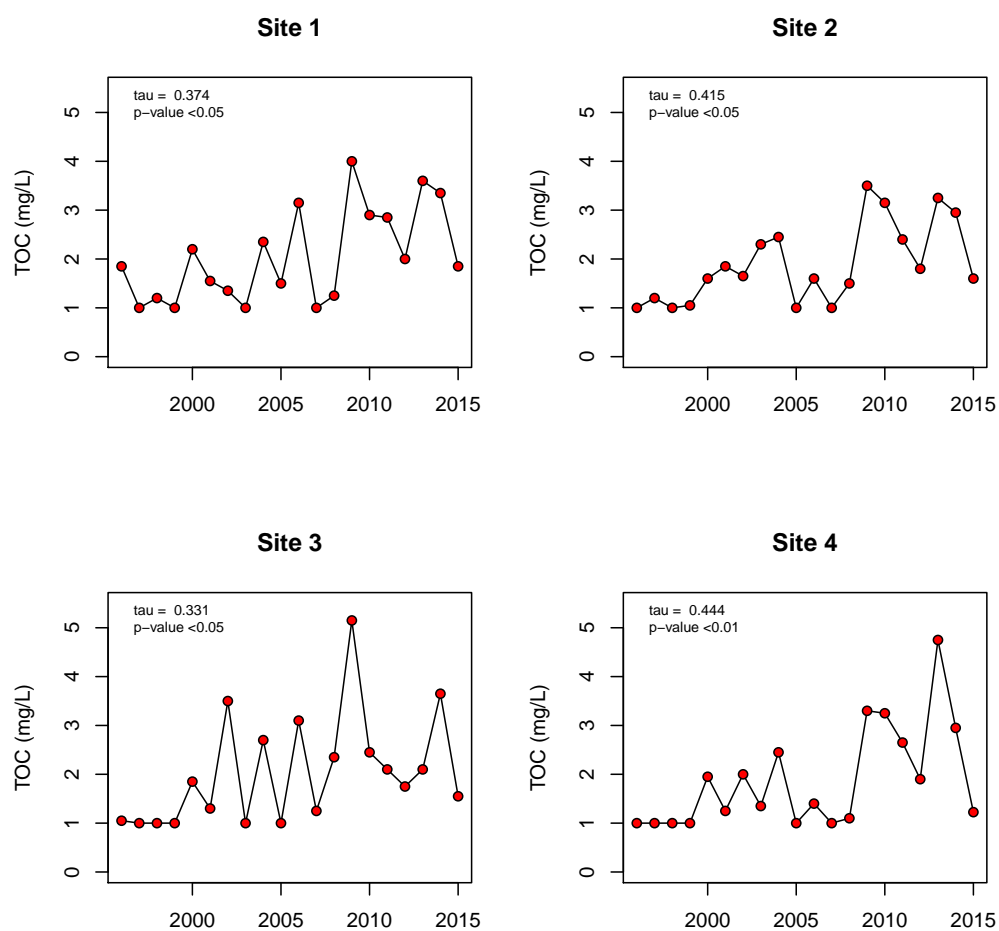 Site 1
tau = 0.374
p−value <0.05
TOC (mg/L)
5
4
3
2
1
0
2000 2005 2010 2015
Site 2
tau = 0.415
p−value <0.05
TOC (mg/L)
5
4
3
2
1
0
2000 2005 2010 2015
Site 3
tau = 0.331
p−value <0.05
TOC (mg/L)
5
4
3
2
1
0
2000 2005 2010 2015
Site 4
tau = 0.444
p−value <0.01
TOC (mg/L)
5
4
3
2
1
0
2000 2005 2010 2015